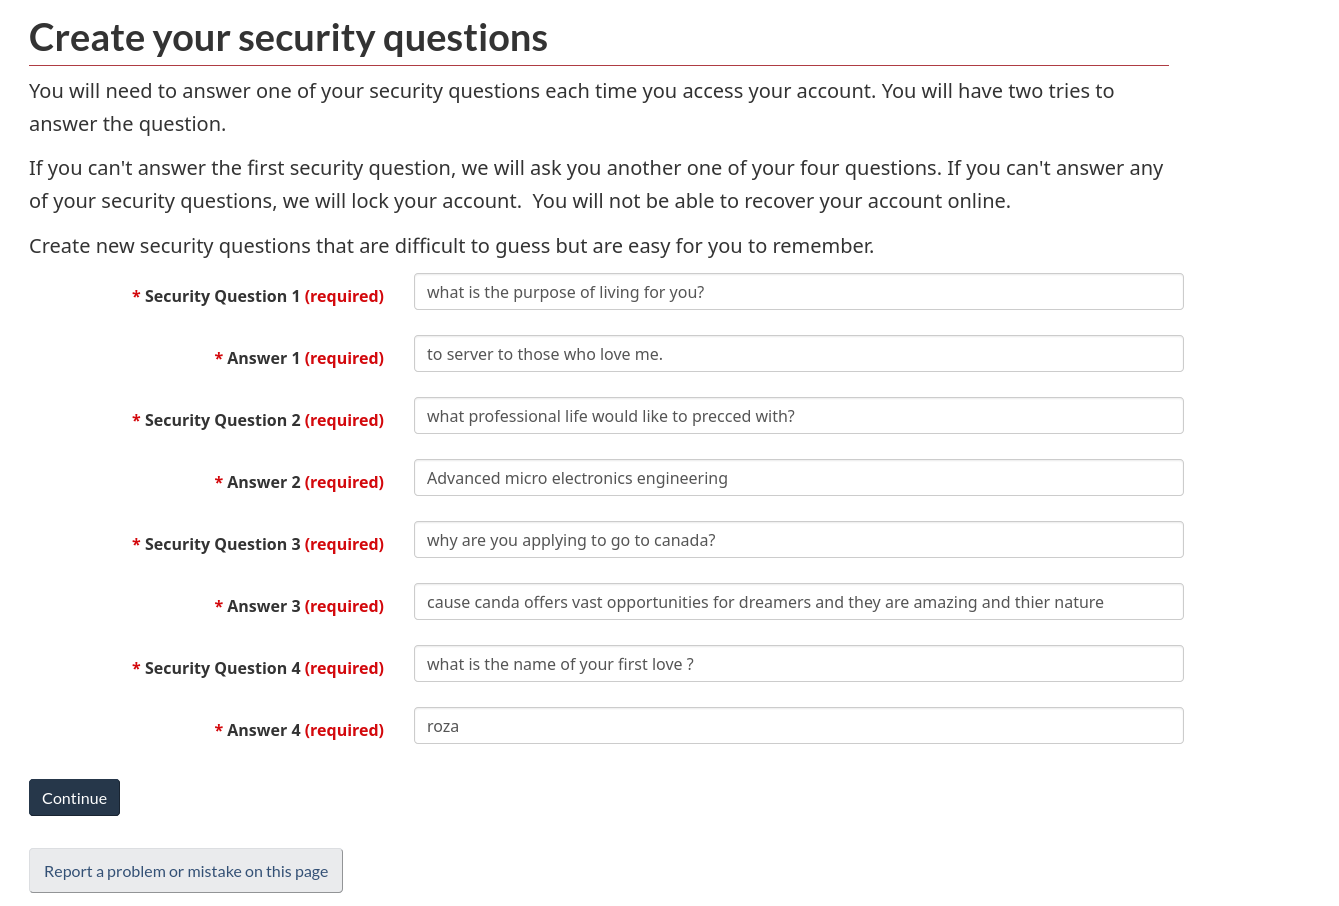 Create your security questions
You will need to answer one of your security questions each time you access your account. You will have two tries to
answer the question.
If you can't answer the first security question, we will ask you another one of your four questions. If you can't answer any
of your security questions, we will lock your account.  You will not be able to recover your account online.
Create new security questions that are difficult to guess but are easy for you to remember.
* Security Question 1 (required) what is the purpose of living for you?
* Answer 1 (required) to server to those who love me.
* Security Question 2 (required) what professional life would like to precced with?
* Answer 2 (required) Advanced micro electronics engineering
* Security Question 3 (required) why are you applying to go to canada?
* Answer 3 (required) cause canda offers vast opportunities for dreamers and they are amazing and thier nature
* Security Question 4 (required) what is the name of your first love ?
* Answer 4 (required) roza
Continue
Report a problem or mistake on this page